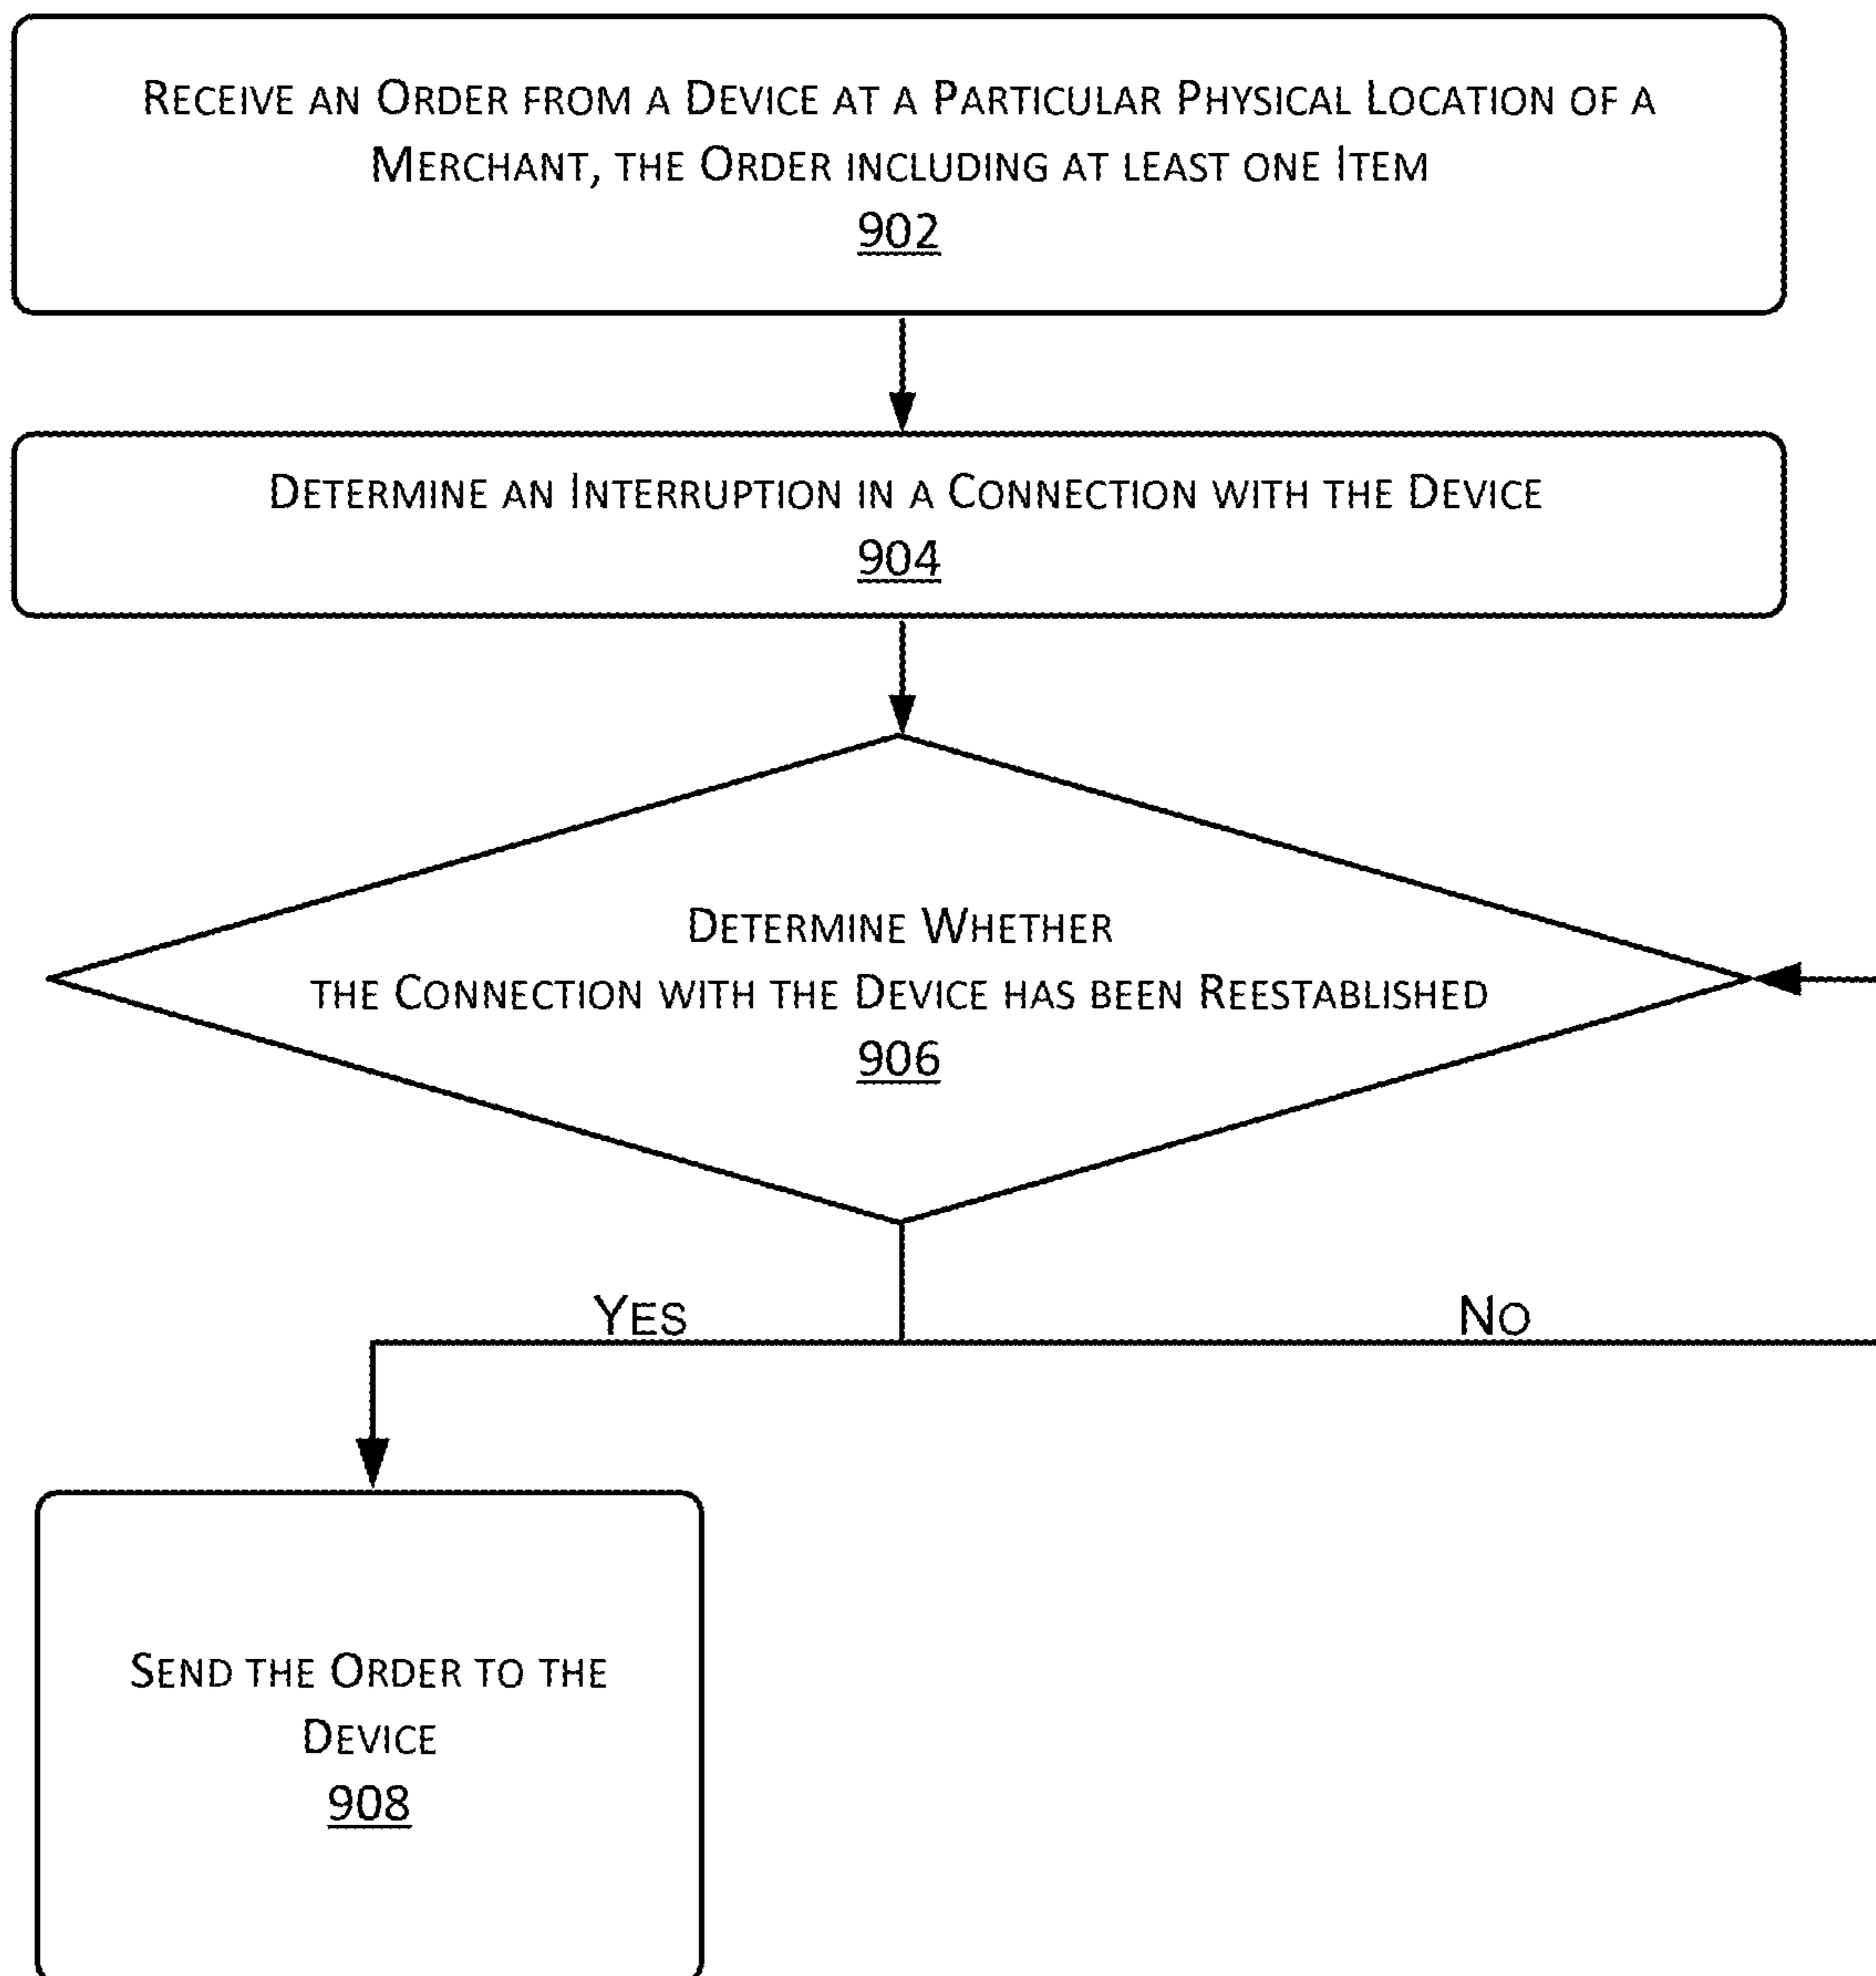 RECEIVE AN ORDER FROM A DEVICE AT A PARTICULAR PHYSICAL LOCATION OF A
MERCHANT, THE ORDER INCLUDING AT LEAST ONE ITEM
902
DETERMINE AN INTERRUPTION IN A CONNECTION WITH THE DEVICE
904
DETERMINE WHETHER
THE CONNECTION WITH THE DEVICE HAS BEEN REESTABLISHED
906
YES
NO
SEND THE ORDER TO THE
DEVICE
908